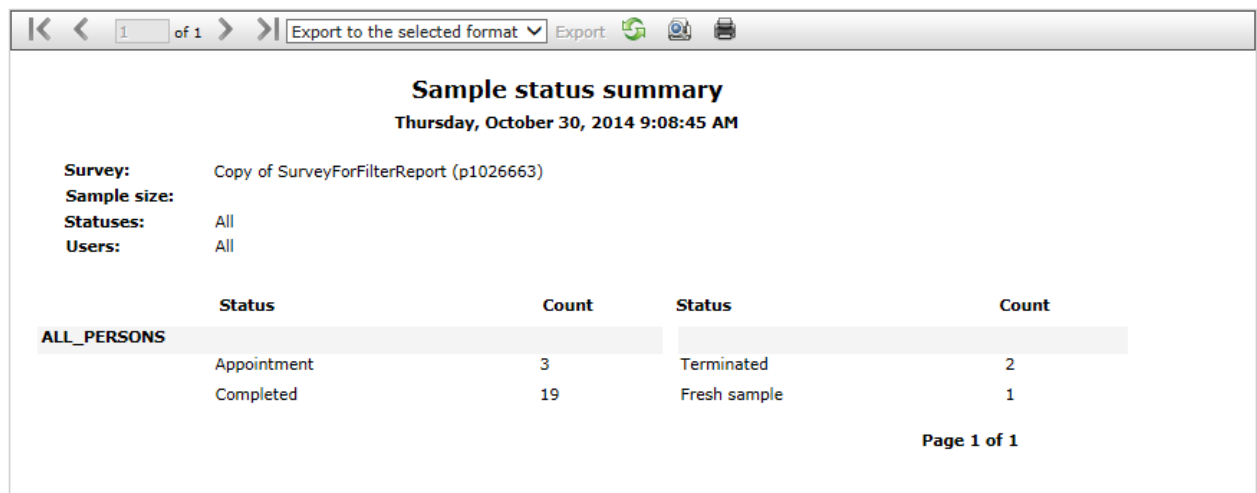 1 of 1 Export to the selected format Export
Sample status summary
Thursday, October 30, 2014 9:08:45 AM
Survey: Copy of SurveyForFilterReport (p1026663)
Sample size:
Statuses: All
Users: All
Status Count Status Count
ALL_PERSONS
Appointment 3 Terminated 2
Completed 19 Fresh sample 1
Page 1 of 1